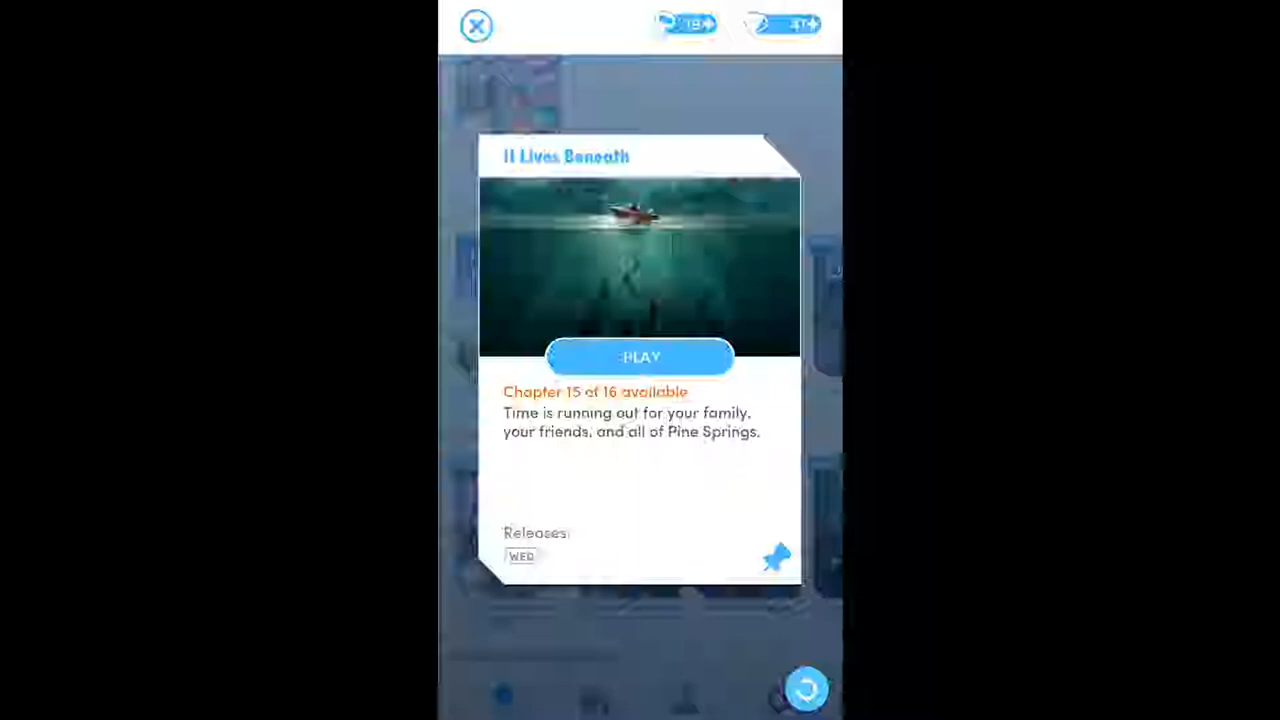 It Lives Beneath
PLAY
Chapter 15 of 16 available
Time is running out for your family,
your friends, and all of Pine Springs.
Releases:
WED